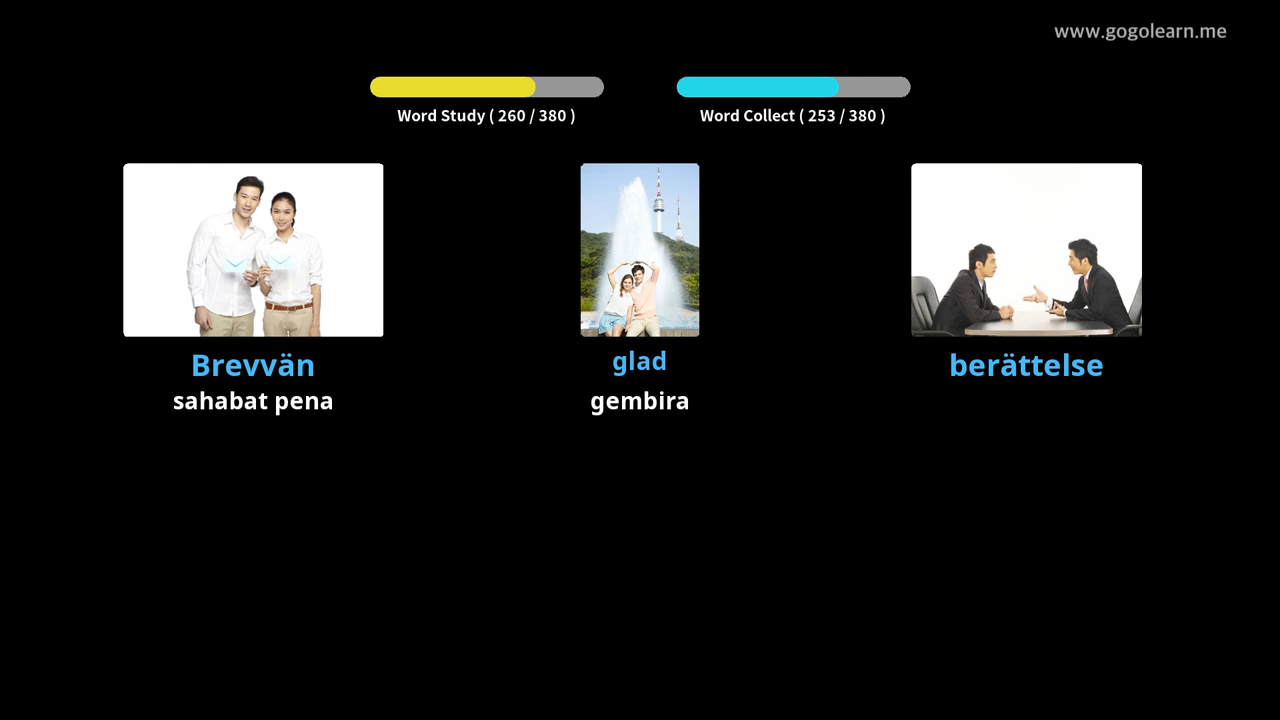 www.gogolearn.me
Word Study ( 260 / 380 )
Word Collect ( 253 / 380 )
Brevvän
sahabat pena
glad
gembira
berättelse